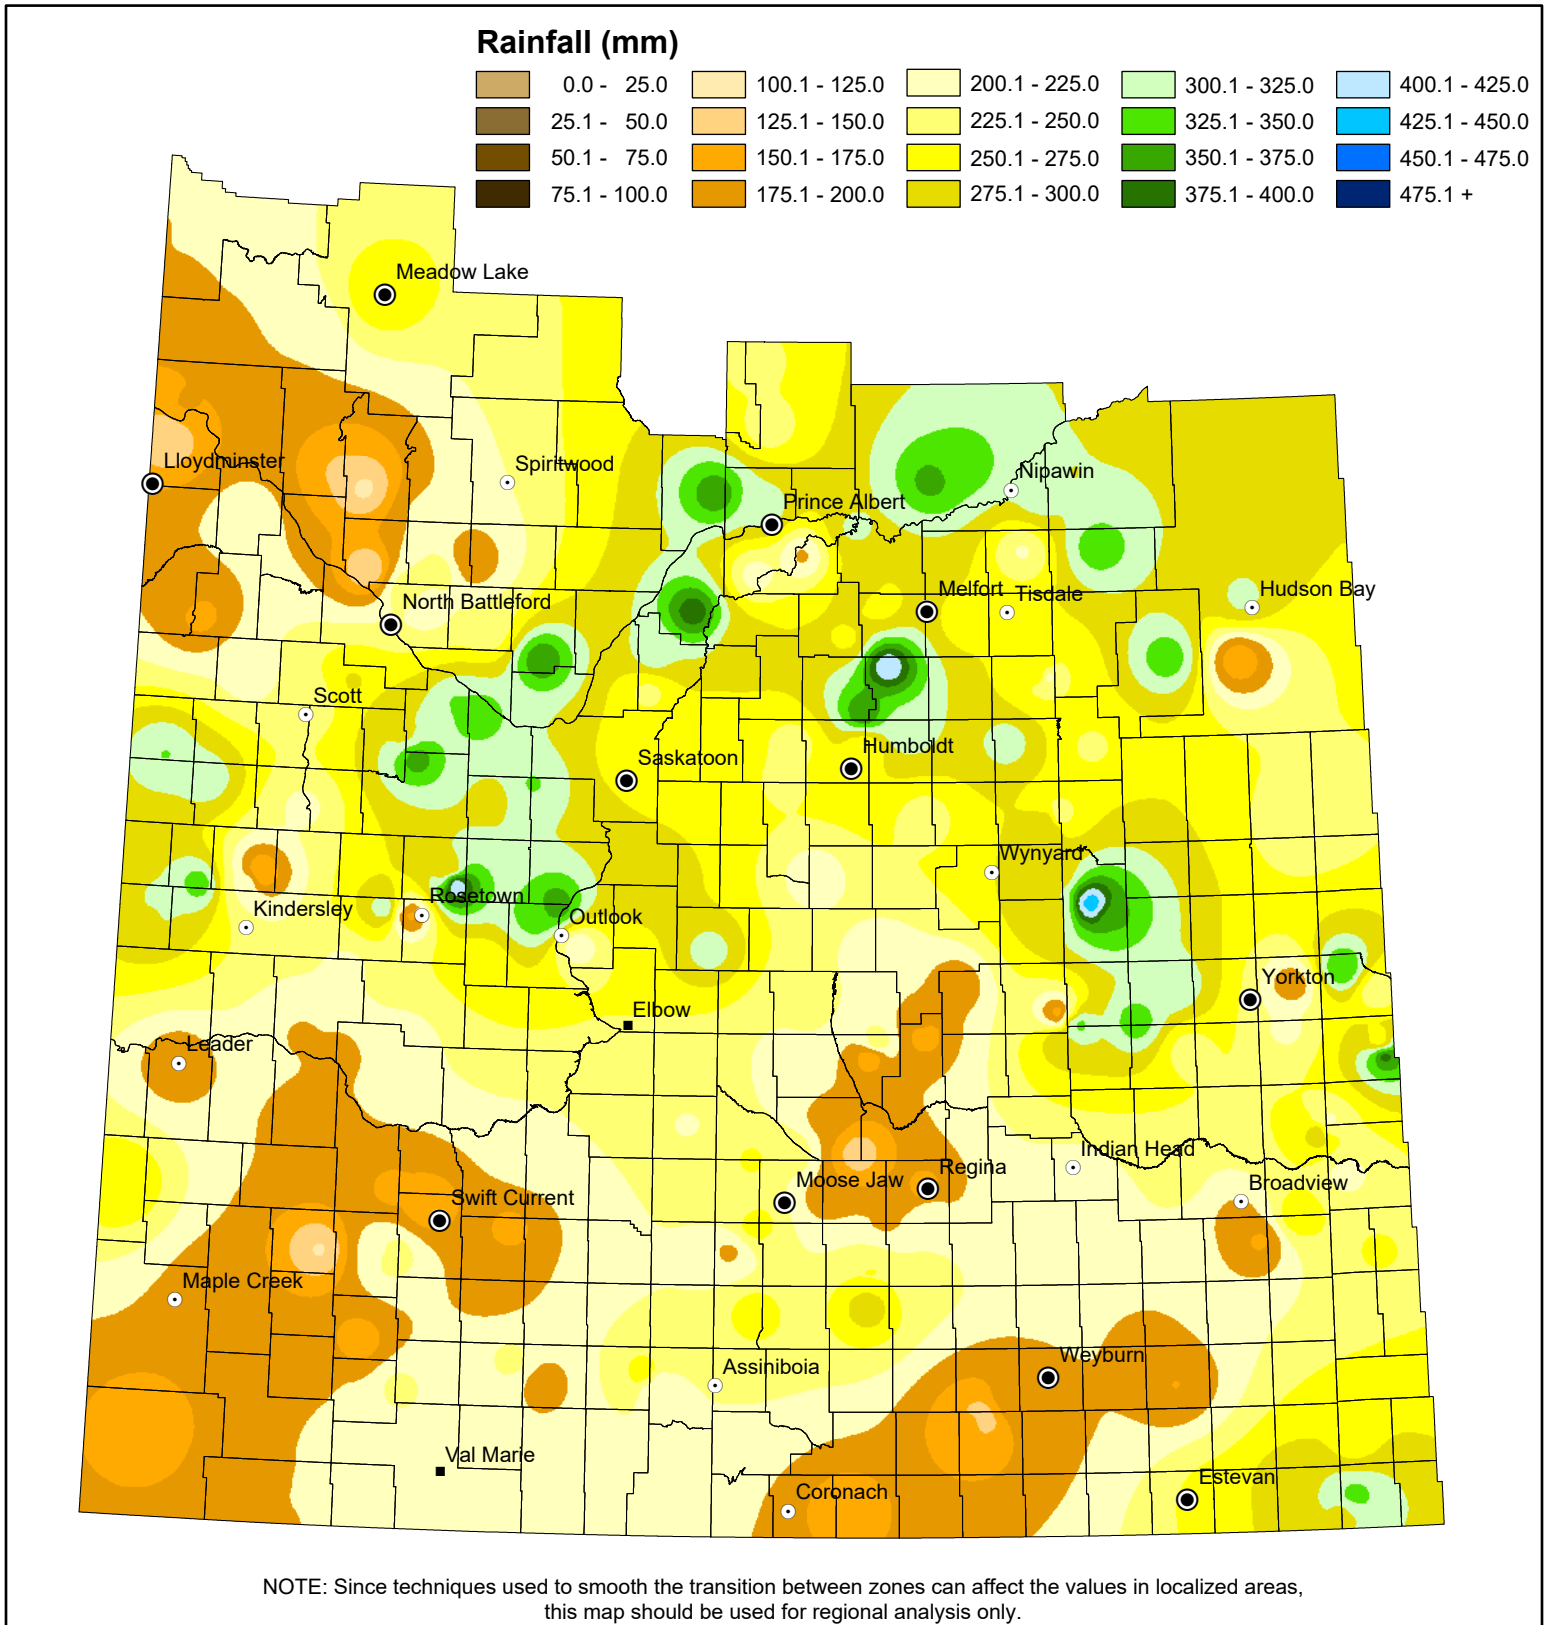 Rainfall (mm)
0.0 - 25.0
25.1 - 50.0
50.1 - 75.0
75.1 - 100.0
100.1 - 125.0
125.1 - 150.0
150.1 - 175.0
175.1 - 200.0
200.1 - 225.0
225.1 - 250.0
250.1 - 275.0
275.1 - 300.0
300.1 - 325.0
325.1 - 350.0
350.1 - 375.0
375.1 - 400.0
400.1 - 425.0
425.1 - 450.0
450.1 - 475.0
475.1 +
Meadow Lake
Lloydminster
Spiritwood
Nipawin
Prince Albert
Hudson Bay
Melfort
Tisdale
North Battleford
Scott
Humboldt
Saskatoon
Wynyard
Rosetown
Kindersley
Outlook
Yorkton
Elbow
Leader
Indian Head
Regina
Moose Jaw
Broadview
Swift Current
Maple Creek
Weyburn
Assiniboia
Val Marie
Estevan
Coronach
NOTE: Since techniques used to smooth the transition between zones can affect the values in localized areas,
this map should be used for regional analysis only.